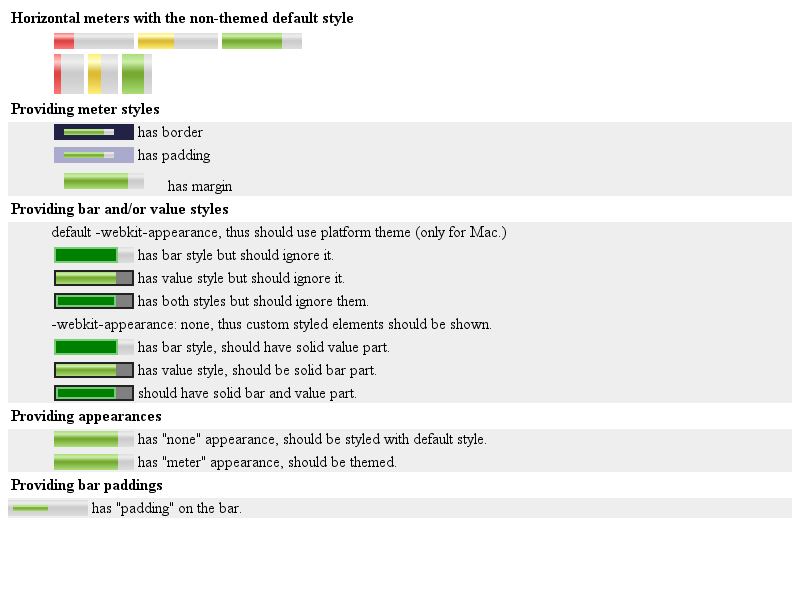 Horizontal meters with the non-themed default style
Providing meter styles
has border
has padding
has margin
Providing bar and/or value styles
default -webkit-appearance, thus should use platform theme (only for Mac.)
has bar style but should ignore it.
has value style but should ignore it.
has both styles but should ignore them.
-webkit-appearance: none, thus custom styled elements should be shown.
has bar style, should have solid value part.
has value style, should be solid bar part.
should have solid bar and value part.
Providing appearances
has "none" appearance, should be styled with default style.
has "meter" appearance, should be themed.
Providing bar paddings
has "padding" on the bar.